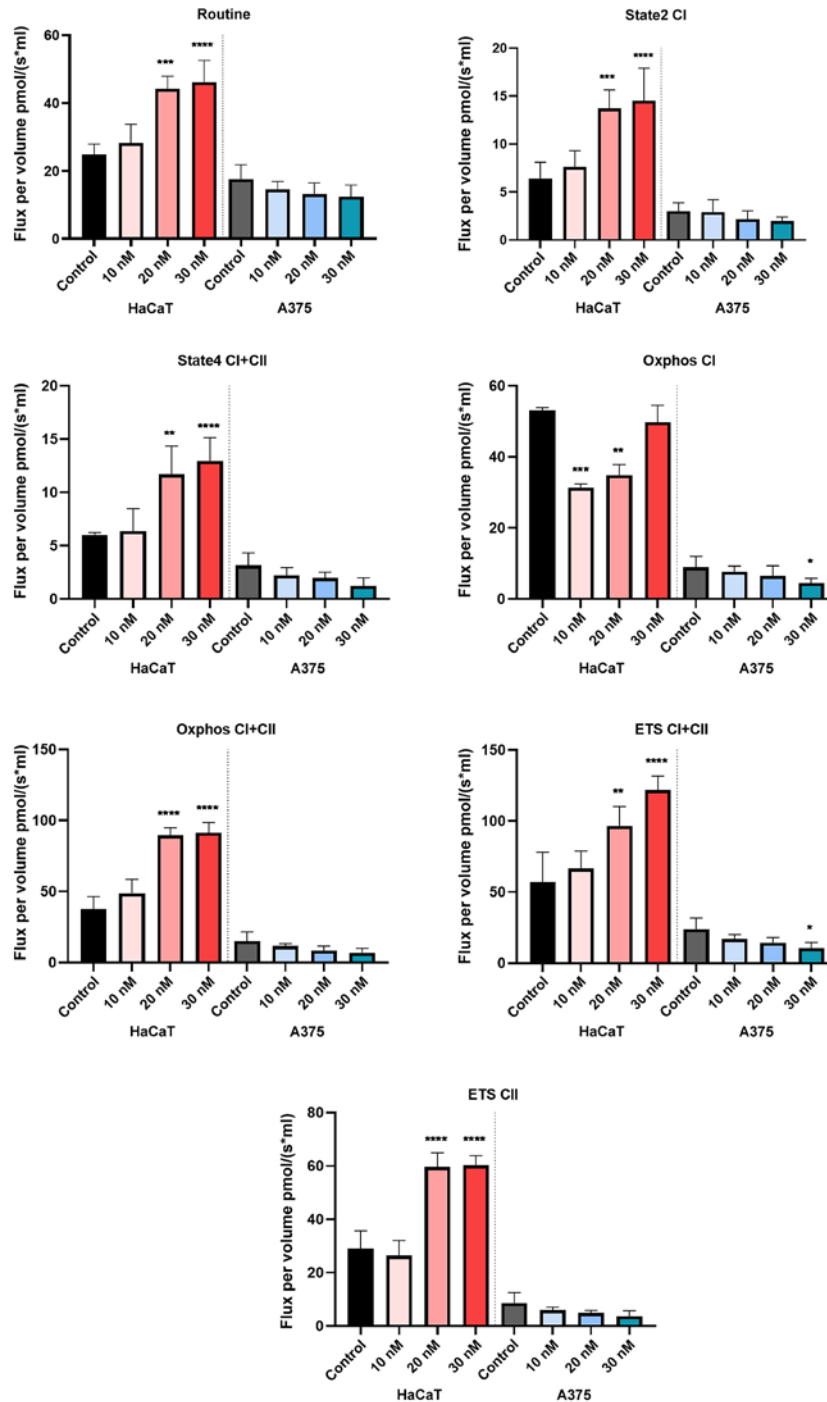 Routine
Flux per volume pmol/(s*ml)
60
40
20
0
*** ****
Control 10 nM 20 nM 30 nM Control 10 nM 20 nM 30 nM
HaCaT A375
State2 CI
Flux per volume pmol/(s*ml)
20
15
10
5
0
*** ****
Control 10 nM 20 nM 30 nM Control 10 nM 20 nM 30 nM
HaCaT A375
State4 CI+CII
Flux per volume pmol/(s*ml)
20
15
10
5
0
** ****
Control 10 nM 20 nM 30 nM Control 10 nM 20 nM 30 nM
HaCaT A375
Oxphos CI
Flux per volume pmol/(s*ml)
60
40
20
0
*** ** *
Control 10 nM 20 nM 30 nM Control 10 nM 20 nM 30 nM
HaCaT A375
Oxphos CI+CII
Flux per volume pmol/(s*ml)
150
100
50
0
**** ****
Control 10 nM 20 nM 30 nM Control 10 nM 20 nM 30 nM
HaCaT A375
ETS CI+CII
Flux per volume pmol/(s*ml)
150
100
50
0
** **** *
Control 10 nM 20 nM 30 nM Control 10 nM 20 nM 30 nM
HaCaT A375
ETS CII
Flux per volume pmol/(s*ml)
80
60
40
20
0
**** ****
Control 10 nM 20 nM 30 nM Control 10 nM 20 nM 30 nM
HaCaT A375